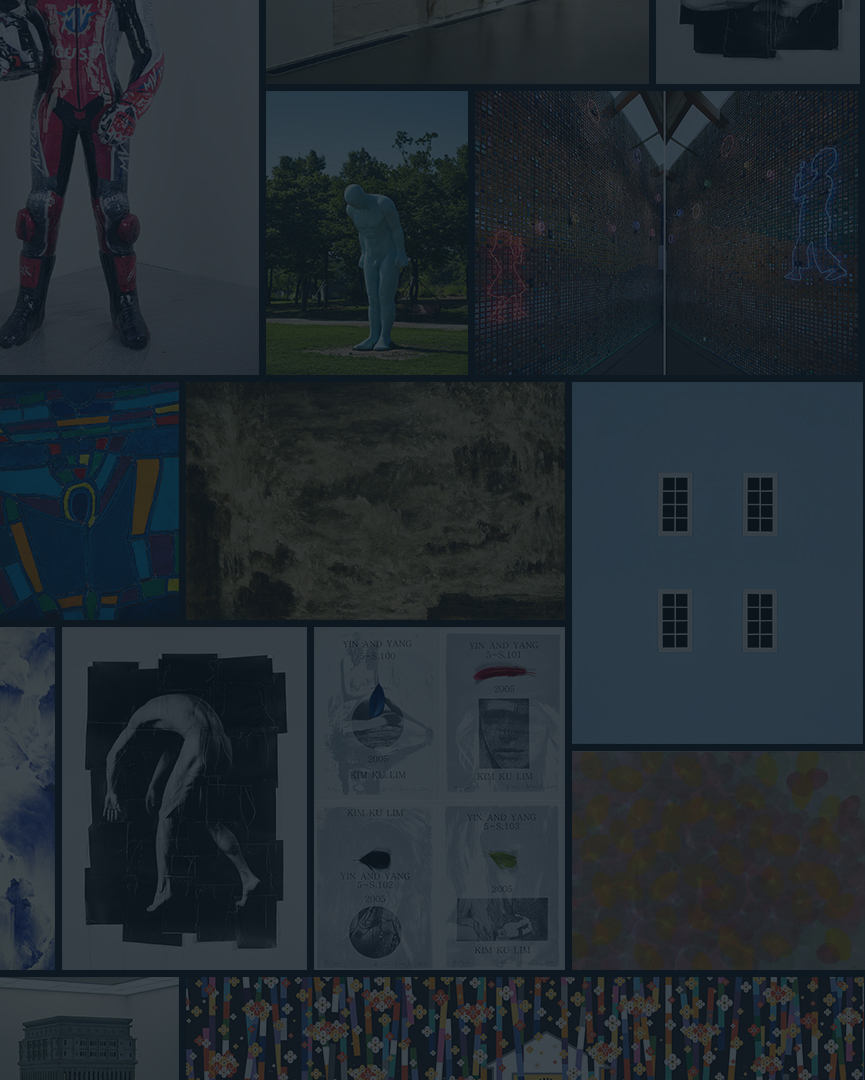 YIN AND YANG
5-S.100
2005
KIM KU LIM
YIN AND YANG
5-S.101
2005
KIM KU LIM
KIM KU LIM
YIN AND YANG
5-S.102
2005
YIN AND YANG
5-S.103
2005
KIM KU LIM